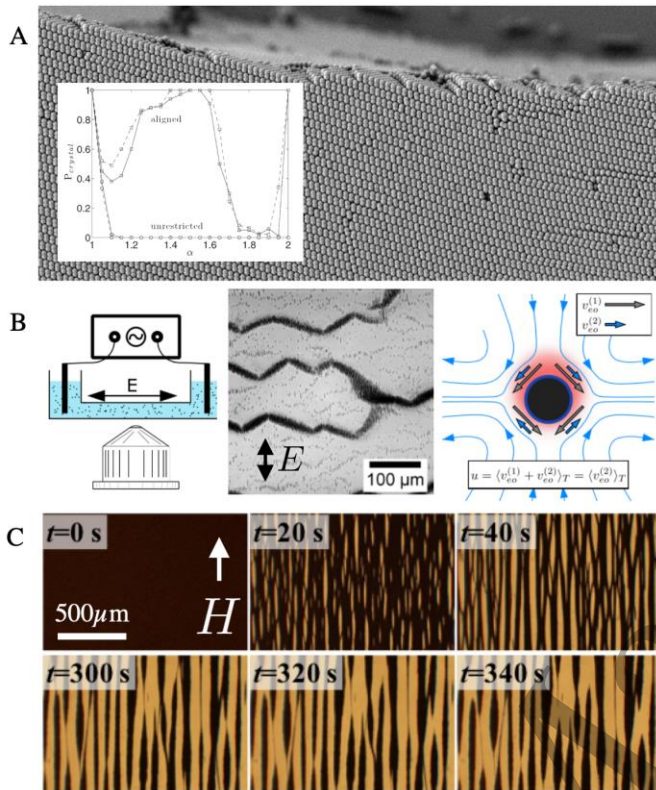 A
1
0.8
0.6
0.4
0.2
0
P_crystal
aligned
unrestricted
1 1.2 1.4 1.6 1.8 2
α
B
E
E
100 µm
v_eo^(1)
v_eo^(2)
u = ⟨v_eo^(1) + v_eo^(2)⟩_T = ⟨v_eo^(2)⟩_T
C
t=0 s
t=20 s
t=40 s
500µm
H
t=300 s
t=320 s
t=340 s